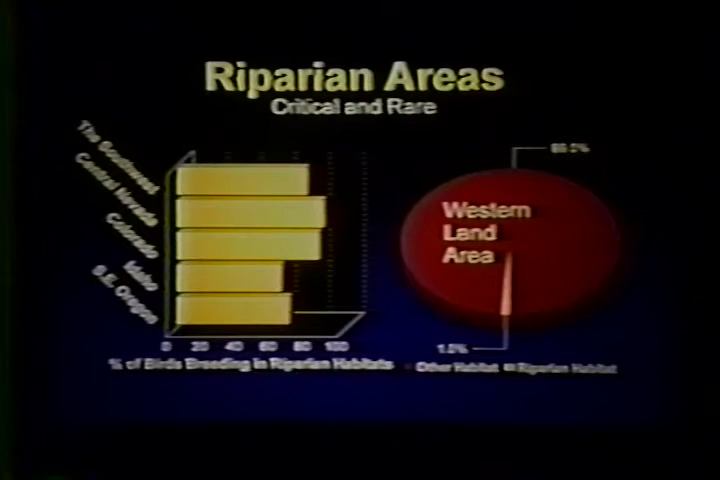 Riparian Areas
Critical and Rare
The Southwest
Central Nevada
Colorado
Idaho
S.E. Oregon
0 20 40 60 80 100
% of Birds Breeding in Riparian Habitats
Western
Land
Area
1.0%
Other Habitat Riparian Habitat